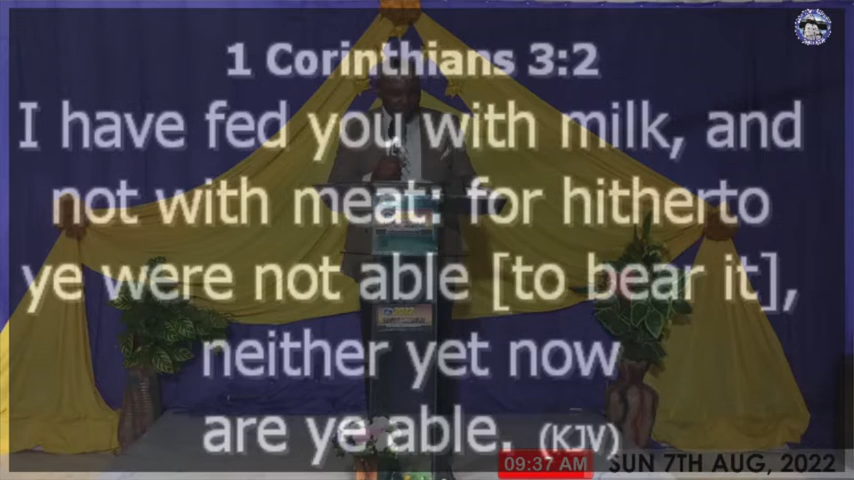 1 Corinthians 3:2
I have fed you with milk, and
not with meat: for hitherto
ye were not able [to bear it],
neither yet now
are ye able. (KJV)
09:37 AM SUN 7TH AUG, 2022